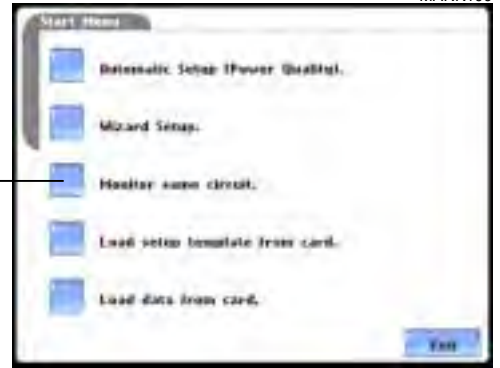 Start Menu
Automatic Setup (Power Quality).
Wizard Setup.
Monitor same circuit.
Load setup template from card.
Load data from card.
Exit